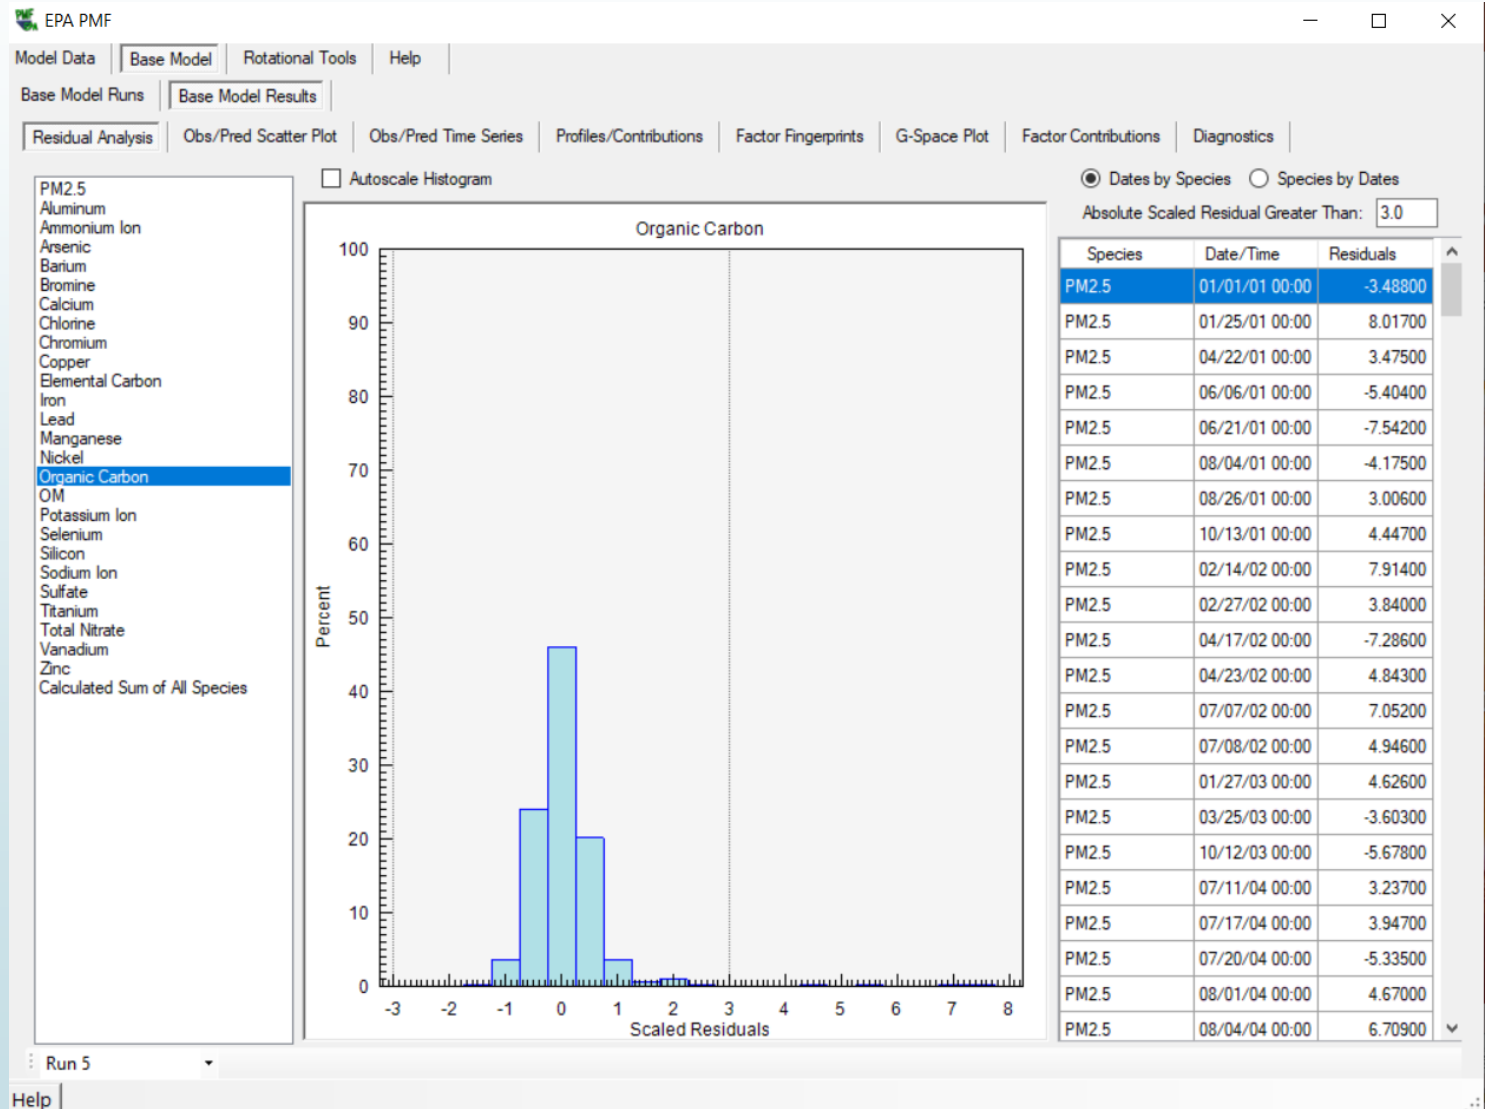 EPA PMF
Model Data Base Model Rotational Tools Help
Base Model Runs Base Model Results
Residual Analysis Obs/Pred Scatter Plot Obs/Pred Time Series Profiles/Contributions Factor Fingerprints G-Space Plot Factor Contributions Diagnostics
PM2.5
Aluminum
Ammonium Ion
Arsenic
Barium
Bromine
Calcium
Chlorine
Chromium
Copper
Elemental Carbon
Iron
Lead
Manganese
Nickel
Organic Carbon
OM
Potassium Ion
Selenium
Silicon
Sodium Ion
Sulfate
Titanium
Total Nitrate
Vanadium
Zinc
Calculated Sum of All Species
Autoscale Histogram
Organic Carbon
100
90
80
70
60
50
40
30
20
10
0
Percent
-3 -2 -1 0 1 2 3 4 5 6 7 8
Scaled Residuals
Dates by Species Species by Dates
Absolute Scaled Residual Greater Than: 3.0
Species Date/Time Residuals
PM2.5 01/01/01 00:00 -3.48800
PM2.5 01/25/01 00:00 8.01700
PM2.5 04/22/01 00:00 3.47500
PM2.5 06/06/01 00:00 -5.40400
PM2.5 06/21/01 00:00 -7.54200
PM2.5 08/04/01 00:00 -4.17500
PM2.5 08/26/01 00:00 3.00600
PM2.5 10/13/01 00:00 4.44700
PM2.5 02/14/02 00:00 7.91400
PM2.5 02/27/02 00:00 3.84000
PM2.5 04/17/02 00:00 -7.28600
PM2.5 04/23/02 00:00 4.84300
PM2.5 07/07/02 00:00 7.05200
PM2.5 07/08/02 00:00 4.94600
PM2.5 01/27/03 00:00 4.62600
PM2.5 03/25/03 00:00 -3.60300
PM2.5 10/12/03 00:00 -5.67800
PM2.5 07/11/04 00:00 3.23700
PM2.5 07/17/04 00:00 3.94700
PM2.5 07/20/04 00:00 -5.33500
PM2.5 08/01/04 00:00 4.67000
PM2.5 08/04/04 00:00 6.70900
Run 5
Help